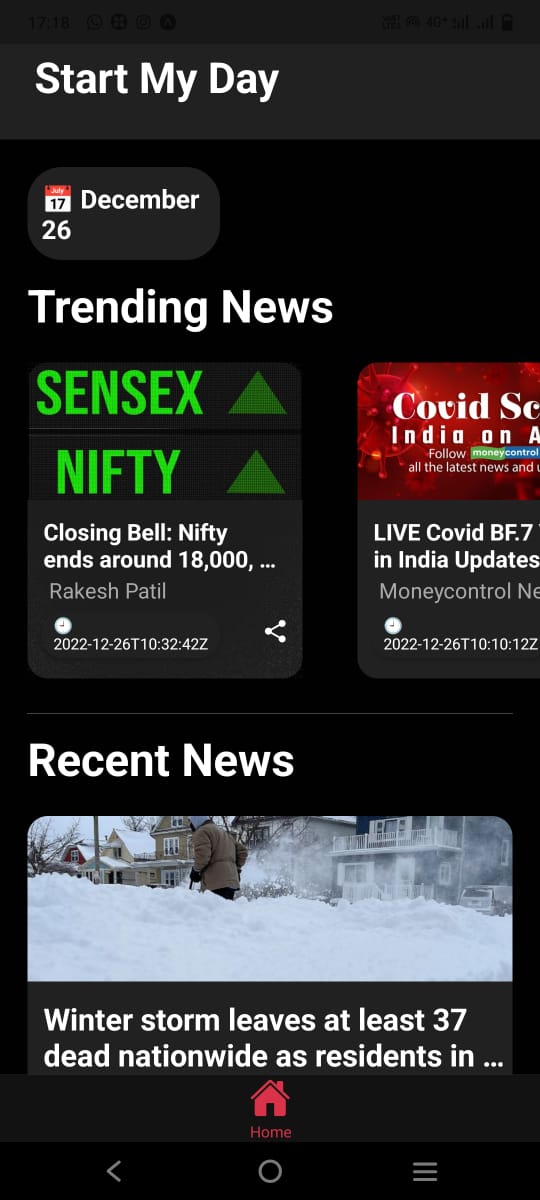 17:18
4G+
Start My Day
📅 December
26
Trending News
SENSEX
NIFTY
Closing Bell: Nifty
ends around 18,000, ...
Rakesh Patil
2022-12-26T10:32:42Z
Covid Sc
India on A
Follow moneycontrol
all the latest news and u
LIVE Covid BF.7
in India Updates
Moneycontrol Ne
2022-12-26T10:10:12Z
Recent News
Winter storm leaves at least 37
dead nationwide as residents in ...
Home